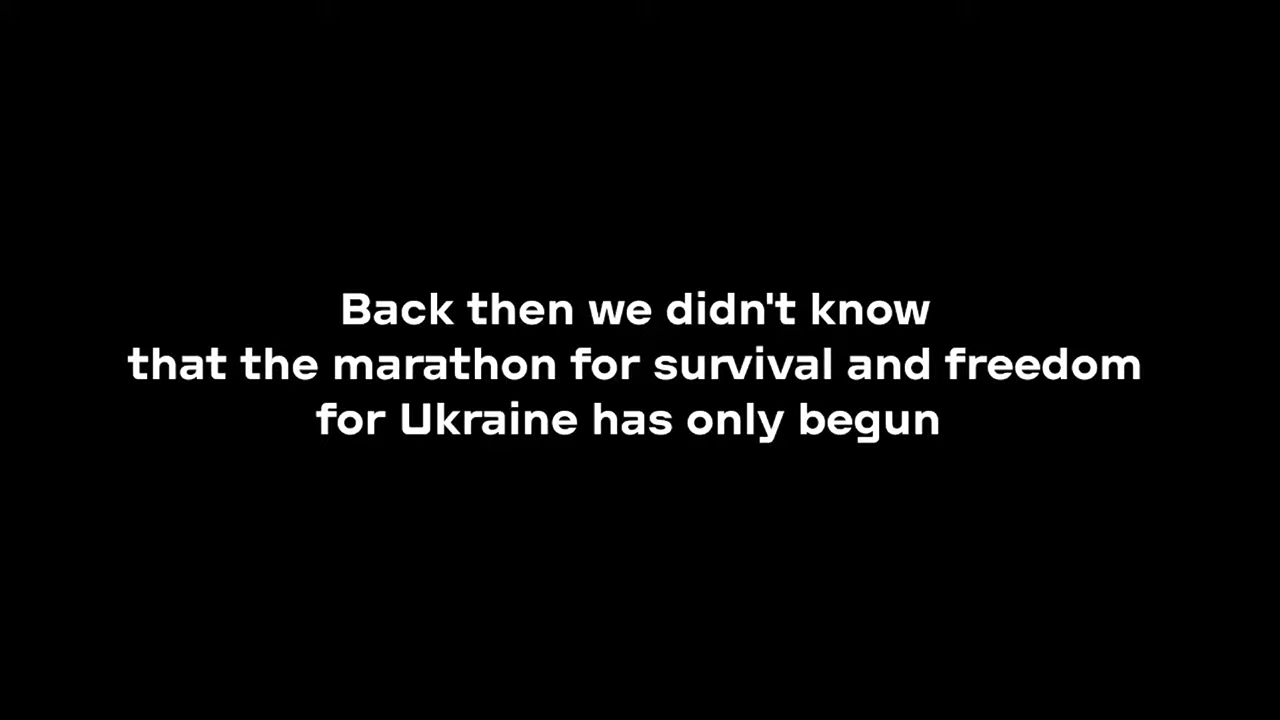 Back then we didn't know
that the marathon for survival and freedom
for Ukraine has only begun